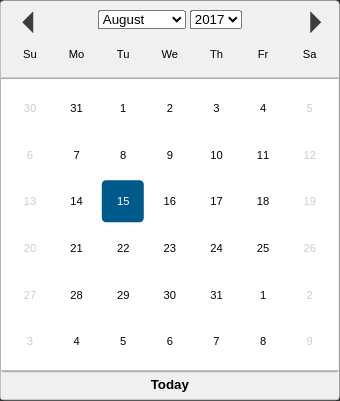 August 2017
Su Mo Tu We Th Fr Sa
30 31 1 2 3 4 5
6 7 8 9 10 11 12
13 14 15 16 17 18 19
20 21 22 23 24 25 26
27 28 29 30 31 1 2
3 4 5 6 7 8 9
Today